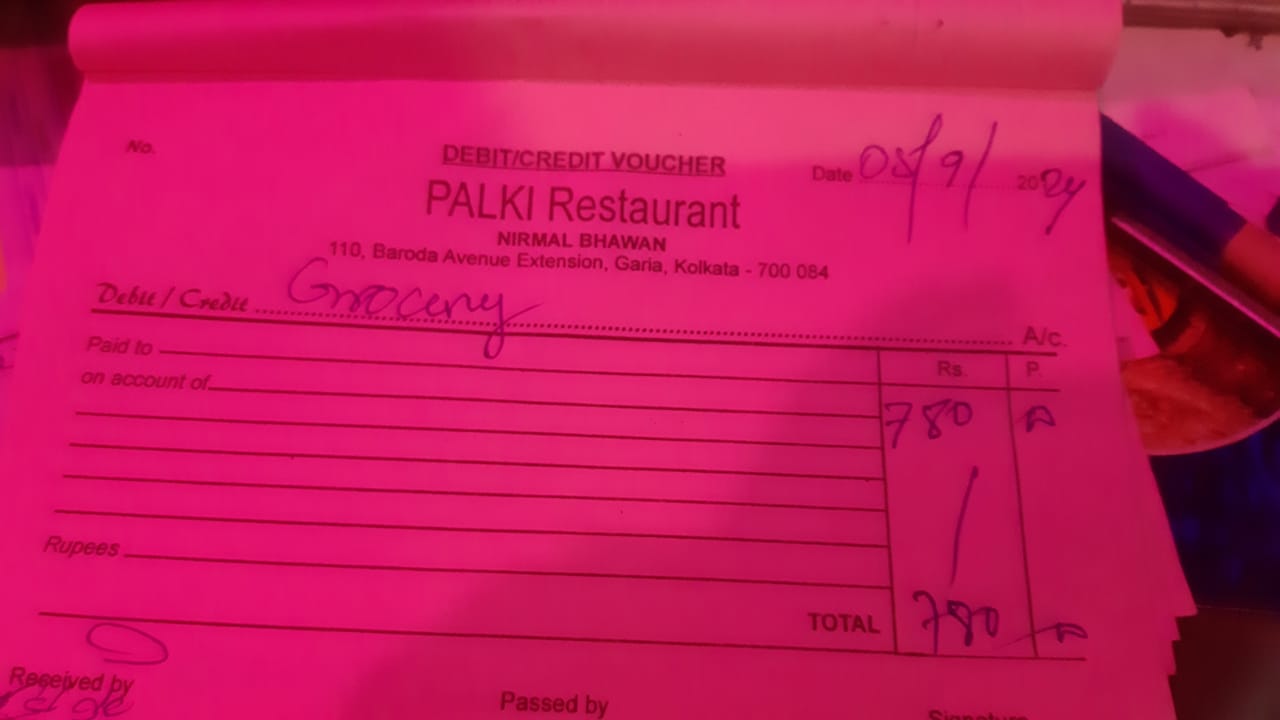 No.
DEBIT/CREDIT VOUCHER
Date 05/9/2024
PALKI Restaurant
NIRMAL BHAWAN
110, Baroda Avenue Extension, Garia, Kolkata - 700 084
Debit / Credit Grocery A/c.
Paid to Rs. P.
on account of
780
Rupees
TOTAL 780
Received by
Passed by
Signature